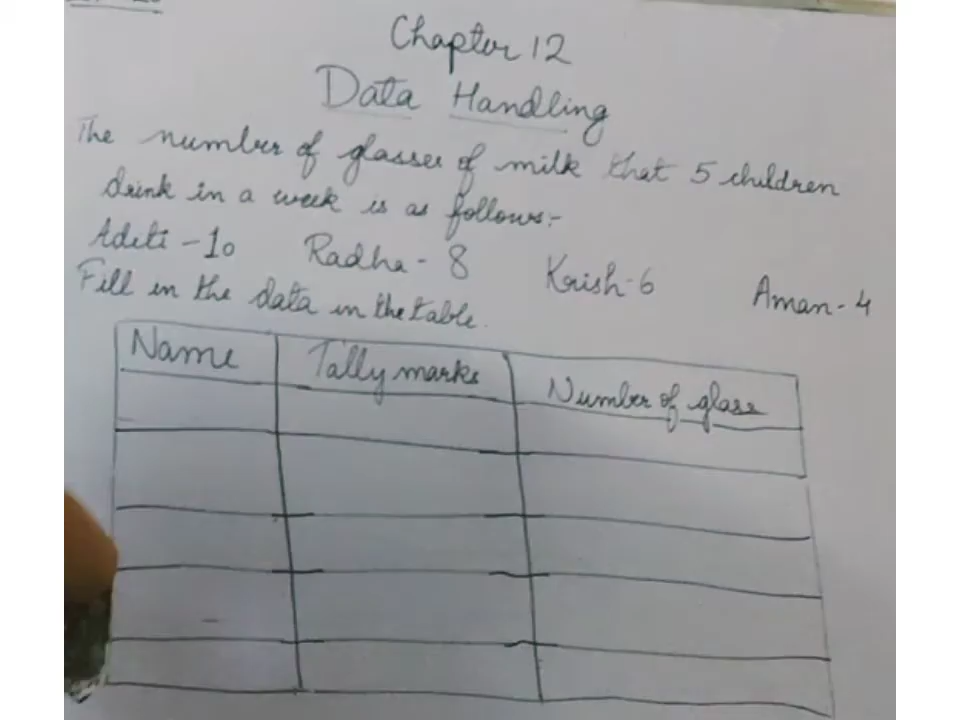 Chapter 12
Data Handling
The number of glasses of milk that 5 children
drink in a week is as follows:-
Aditi - 10 Radha - 8 Krish - 6 Aman - 4
Fill in the data in the table.
Name Tally marks Number of glass